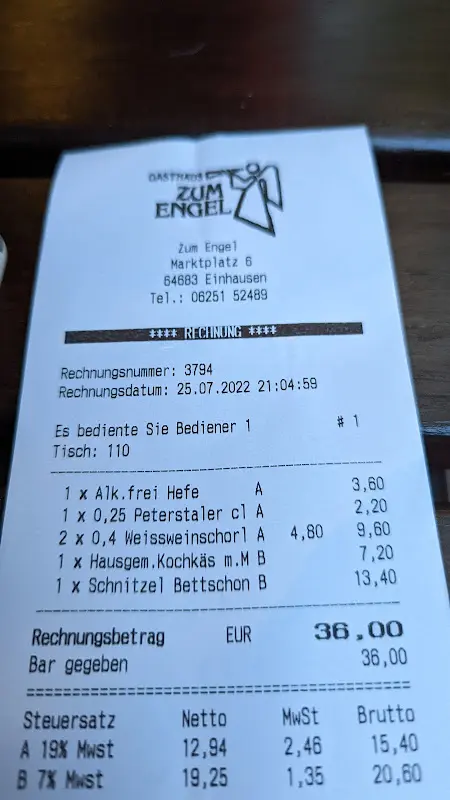 GASTHAUS
ZUM
ENGEL
Zum Engel
Marktplatz 6
64683 Einhausen
Tel.: 06251 52489
**** RECHNUNG ****
Rechnungsnummer: 3794
Rechnungsdatum: 25.07.2022 21:04:59
Es bediente Sie Bediener 1 # 1
Tisch: 110
1 x Alk.frei Hefe A 3,60
1 x 0,25 Peterstaler cl A 2,20
2 x 0,4 Weissweinschorl A 4,80 9,60
1 x Hausgem.Kochkäs m.M B 7,20
1 x Schnitzel Bettschon B 13,40
Rechnungsbetrag EUR 36,00
Bar gegeben 36,00
Steuersatz Netto MwSt Brutto
A 19% Mwst 12,94 2,46 15,40
B 7% Mwst 19,25 1,35 20,60